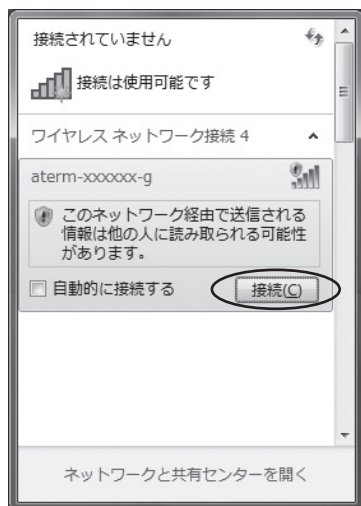 接続されていません
接続は使用可能です
ワイヤレス ネットワーク接続 4
aterm-xxxxxx-g
このネットワーク経由で送信される
情報は他の人に読み取られる可能性
があります。
自動的に接続する
接続(C)
ネットワークと共有センターを開く